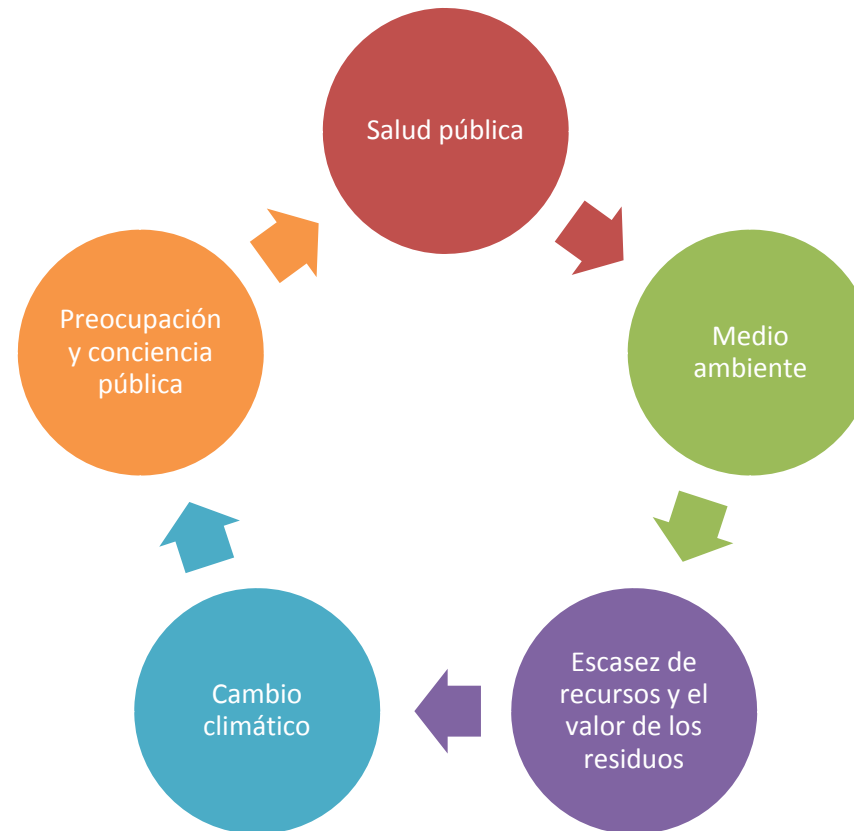 Salud pública
Medio
ambiente
Escasez de
recursos y el
valor de los
residuos
Cambio
climático
Preocupación
y conciencia
pública